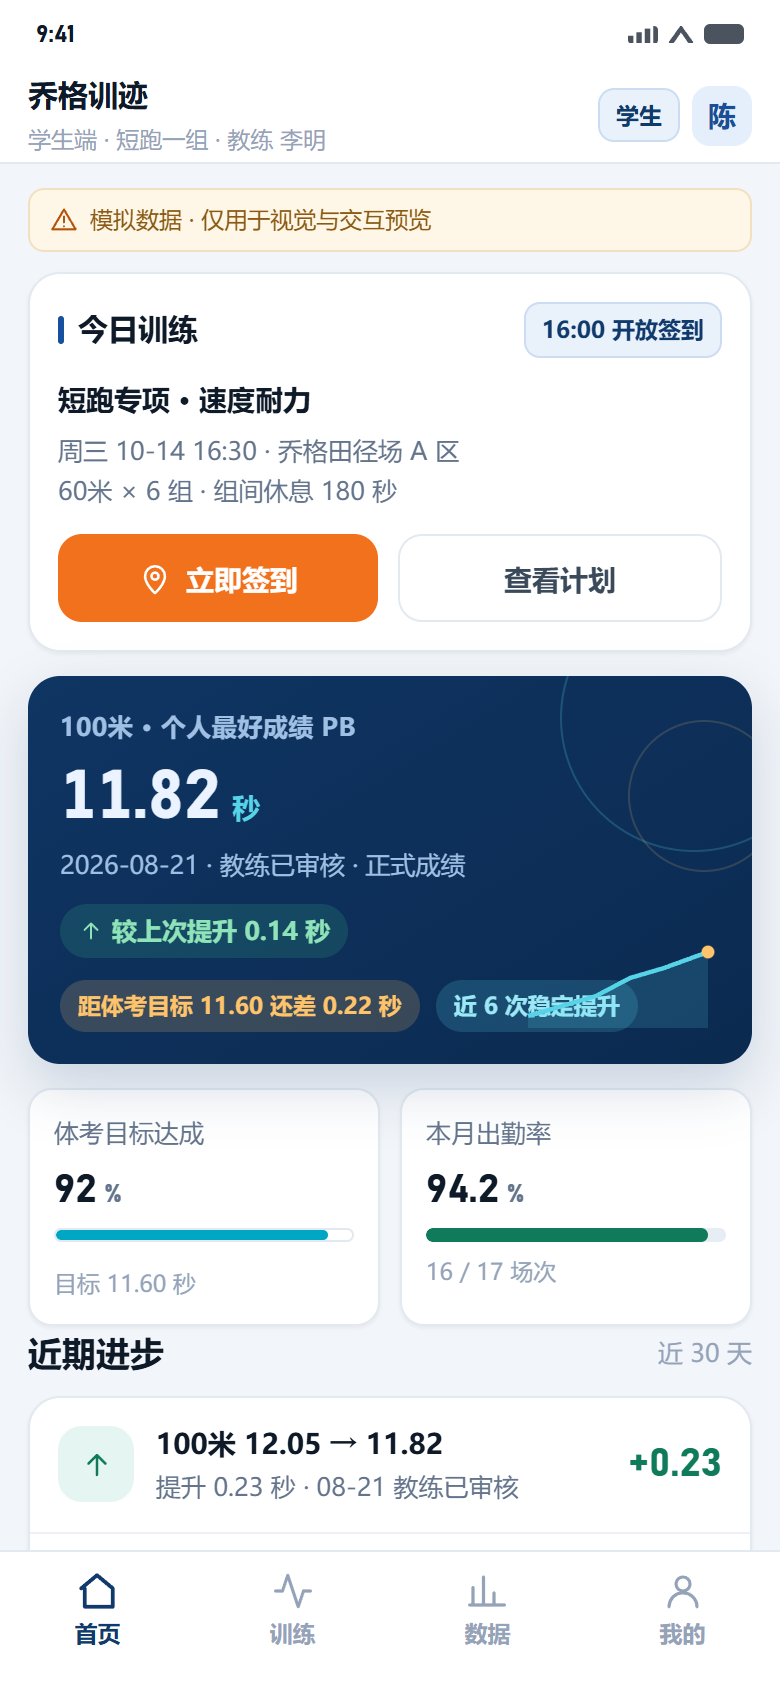 9:41
乔格训迹
学生端 · 短跑一组 · 教练 李明
学生
陈
模拟数据 · 仅用于视觉与交互预览
今日训练
16:00 开放签到
短跑专项 • 速度耐力
周三 10-14 16:30 · 乔格田径场 A 区
60米 × 6 组 · 组间休息 180 秒
立即签到
查看计划
100米 • 个人最好成绩 PB
11.82 秒
2026-08-21 · 教练已审核 · 正式成绩
↑ 较上次提升 0.14 秒
距体考目标 11.60 还差 0.22 秒
近 6 次稳定提升
体考目标达成
92 %
目标 11.60 秒
本月出勤率
94.2 %
16 / 17 场次
近期进步
近 30 天
100米 12.05 → 11.82
提升 0.23 秒 · 08-21 教练已审核
+0.23
首页
训练
数据
我的